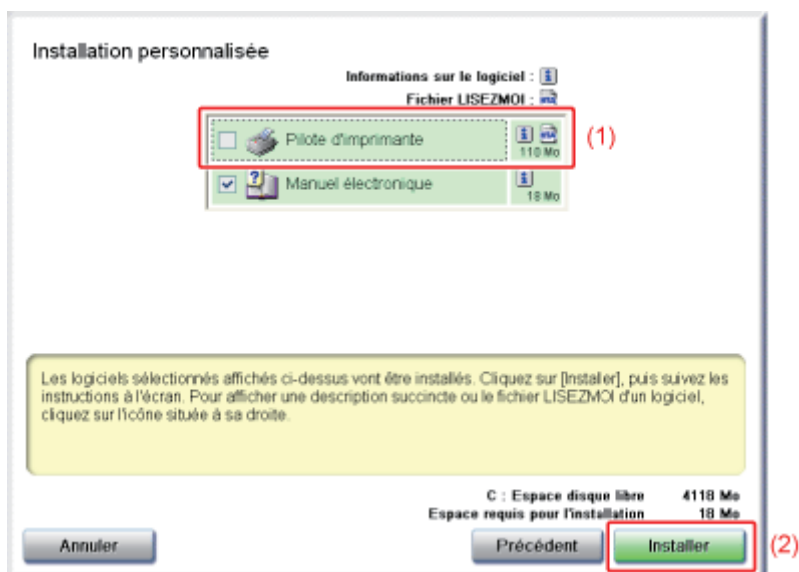 Installation personnalisée
Informations sur le logiciel :
Fichier LISEZMOI :
Pilote d'imprimante
110 Mo
(1)
Manuel électronique
18 Mo
Les logiciels sélectionnés affichés ci-dessus vont être installés. Cliquez sur [Installer], puis suivez les
instructions à l'écran. Pour afficher une description succincte ou le fichier LISEZMOI d'un logiciel,
cliquez sur l'icône située à sa droite.
C : Espace disque libre 4118 Mo
Espace requis pour l'installation 18 Mo
Annuler Précédent Installer (2)